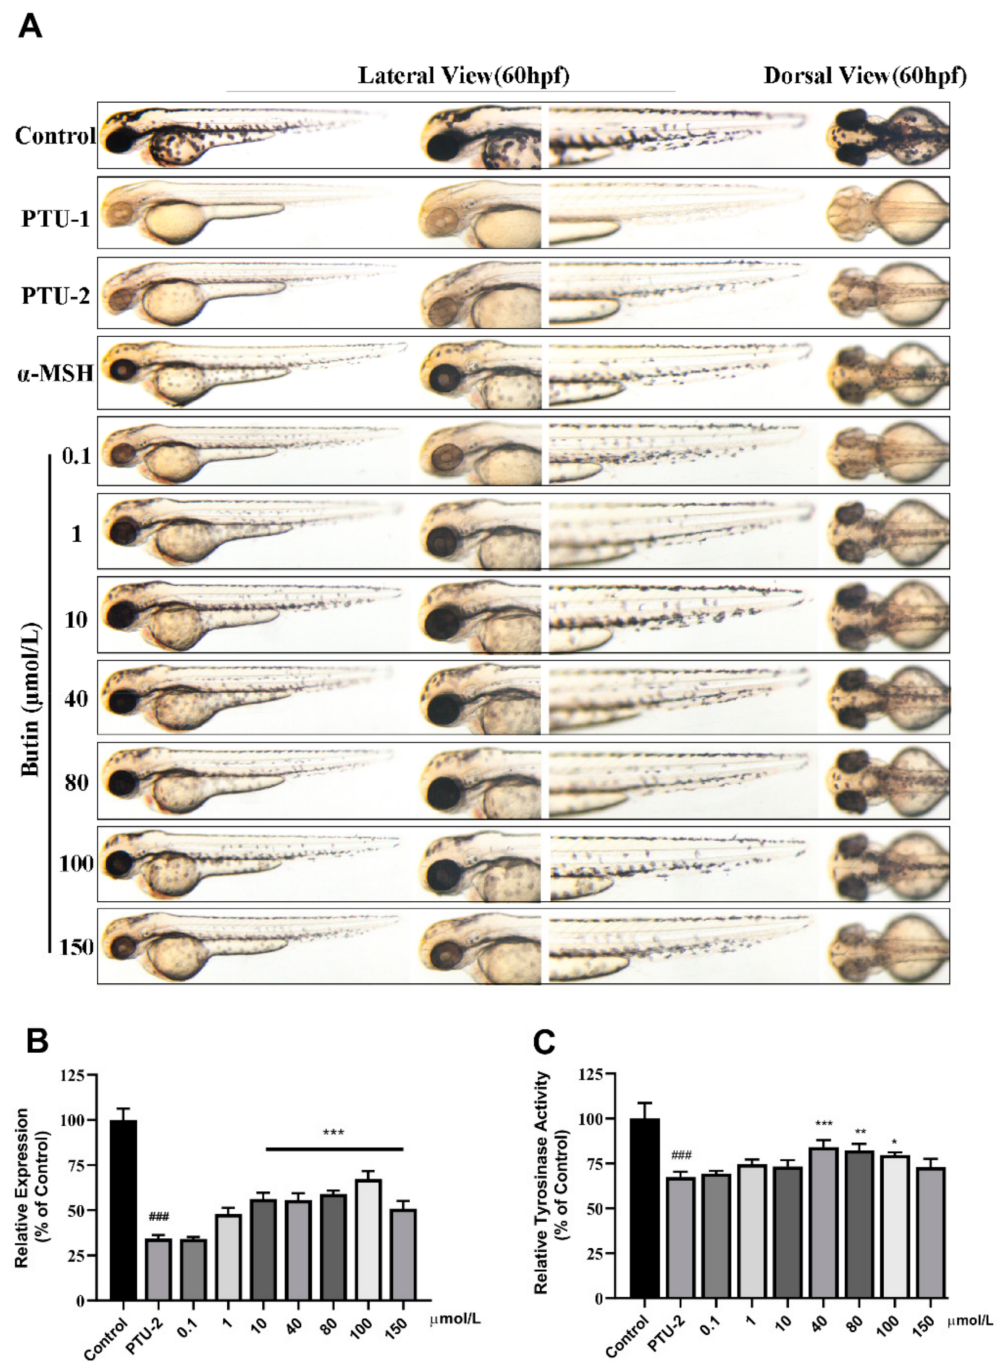 A
Lateral View(60hpf)
Dorsal View(60hpf)
Control
PTU-1
PTU-2
α-MSH
Butin (μmol/L)
0.1
1
10
40
80
100
150
B
Relative Expression
(% of Control)
125
100
75
50
25
0
###
***
Control
PTU-2
0.1
1
10
40
80
100
150
μmol/L
C
Relative Tyrosinase Activity
(% of Control)
125
100
75
50
25
0
###
***
**
*
Control
PTU-2
0.1
1
10
40
80
100
150
μmol/L